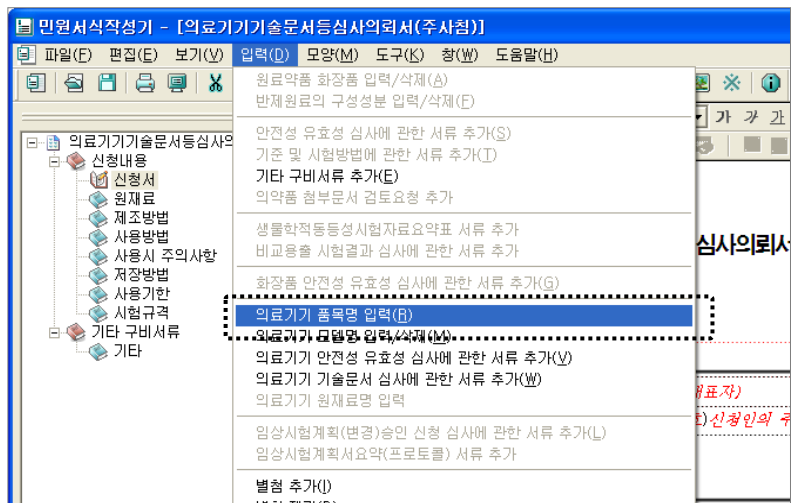 민원서식작성기 - [의료기기기술문서등심사의뢰서(주사침)]
파일(F) 편집(E) 보기(V) 입력(D) 모양(M) 도구(K) 창(W) 도움말(H)
원료약품 화장품 입력/삭제(A)
반제원료의 구성성분 입력/삭제(F)
안전성 유효성 심사에 관한 서류 추가(S)
기준 및 시험방법에 관한 서류 추가(T)
기타 구비서류 추가(E)
의약품 첨부문서 검토요청 추가
생물학적동등성시험자료요약표 서류 추가
비교용출 시험결과 심사에 관한 서류 추가
화장품 안전성 유효성 심사에 관한 서류 추가(G)
의료기기 품목명 입력(R)
의료기기 모델명 입력/삭제(M)
의료기기 안전성 유효성 심사에 관한 서류 추가(V)
의료기기 기술문서 심사에 관한 서류 추가(W)
의료기기 원재료명 입력
임상시험계획(변경)승인 신청 심사에 관한 서류 추가(L)
임상시험계획서요약(프로토콜) 서류 추가
별첨 추가(I)
의료기기기술문서등심사의
신청내용
신청서
원재료
제조방법
사용방법
사용시 주의사항
저장방법
사용기한
시험규격
기타 구비서류
기타
가 가 가
심사의뢰서
표자)
신청인의 주